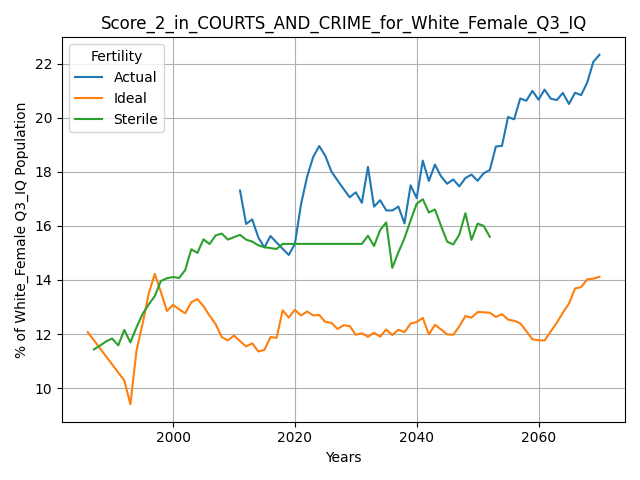 Score_2_in_COURTS_AND_CRIME_for_White_Female_Q3_IQ
Fertility
Actual
Ideal
Sterile
% of White_Female Q3_IQ Population
22
20
18
16
14
12
10
2000
2020
2040
2060
Years